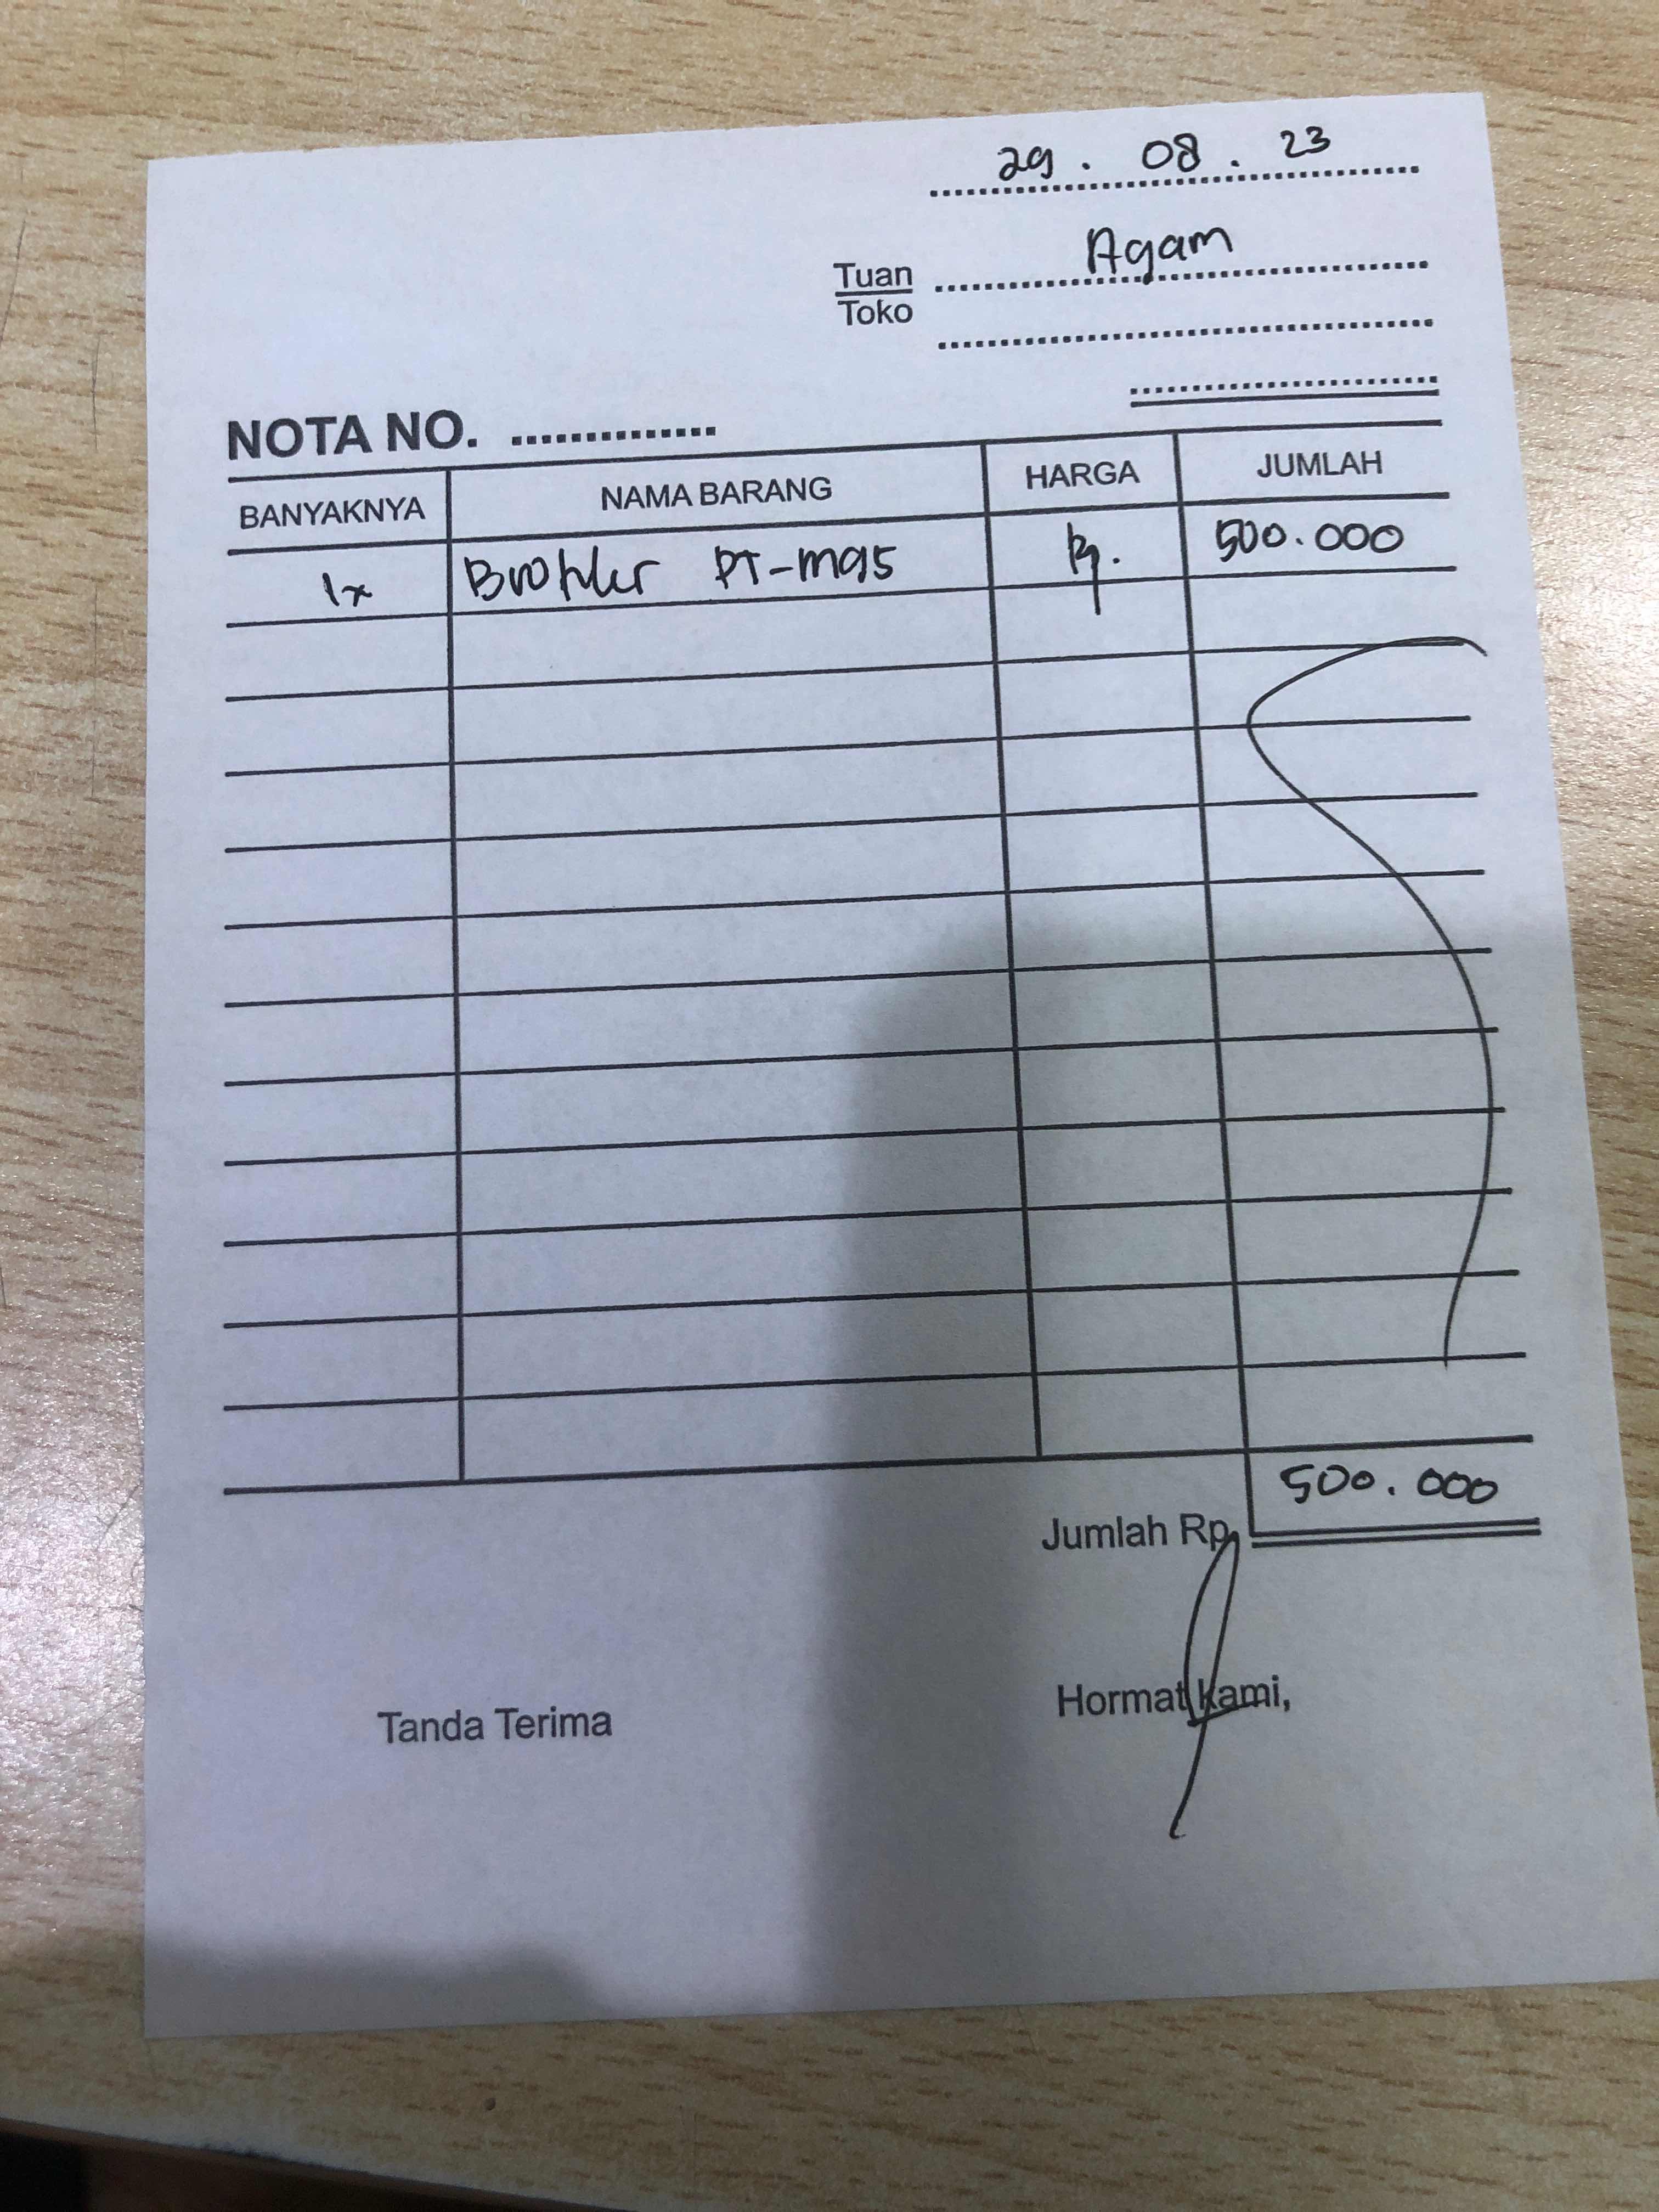 29 . 08 . 23
Tuan Agam
Toko
NOTA NO. ..............
BANYAKNYA NAMA BARANG HARGA JUMLAH
1x Brother PT-M95 Rp. 500.000
Jumlah Rp. 500.000
Tanda Terima Hormat kami,